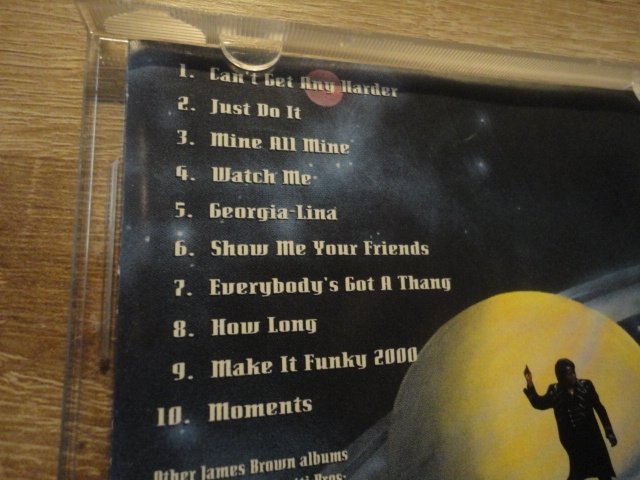 1. Can't Get Any Harder
2. Just Do It
3. Mine All Mine
4. Watch Me
5. Georgia-Lina
6. Show Me Your Friends
7. Everybody's Got A Thang
8. How Long
9. Make It Funky 2000
10. Moments
Other James Brown albums
Bros: